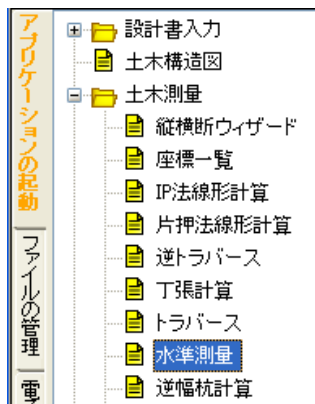 アプリケーションの起動
ファイルの管理
電
設計書入力
土木構造図
土木測量
縦横断ウィザード
座標一覧
IP法線形計算
片押法線形計算
逆トラバース
丁張計算
トラバース
水準測量
逆幅杭計算